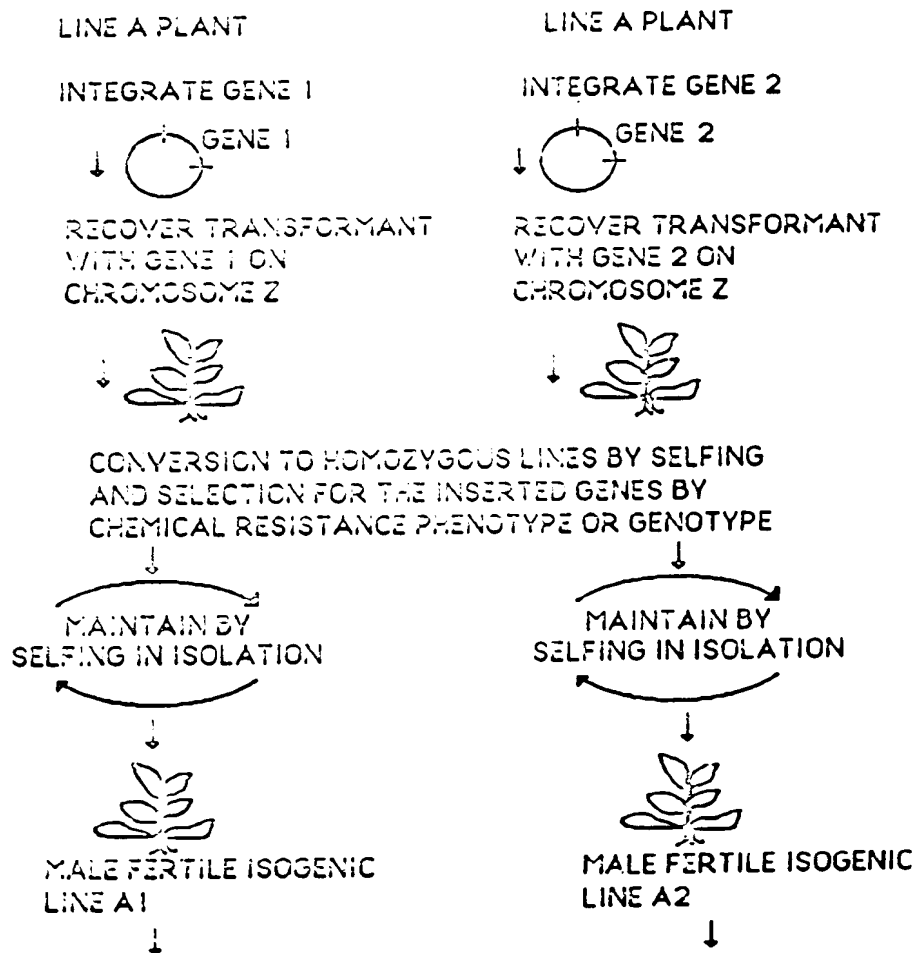 LINE A PLANT
INTEGRATE GENE 1
GENE 1
RECOVER TRANSFORMANT
WITH GENE 1 ON
CHROMOSOME Z
LINE A PLANT
INTEGRATE GENE 2
GENE 2
RECOVER TRANSFORMANT
WITH GENE 2 ON
CHROMOSOME Z
CONVERSION TO HOMOZYGOUS LINES BY SELFING
AND SELECTION FOR THE INSERTED GENES BY
CHEMICAL RESISTANCE PHENOTYPE OR GENOTYPE
MAINTAIN BY
SELFING IN ISOLATION
MALE FERTILE ISOGENIC
LINE A1
MAINTAIN BY
SELFING IN ISOLATION
MALE FERTILE ISOGENIC
LINE A2